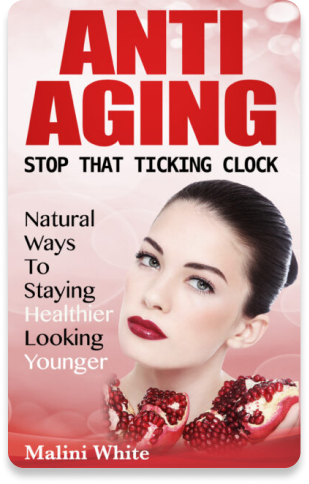 ANTI
AGING
STOP THAT TICKING CLOCK
Natural
Ways
To
Staying
Healthier
Looking
Younger
Malini White